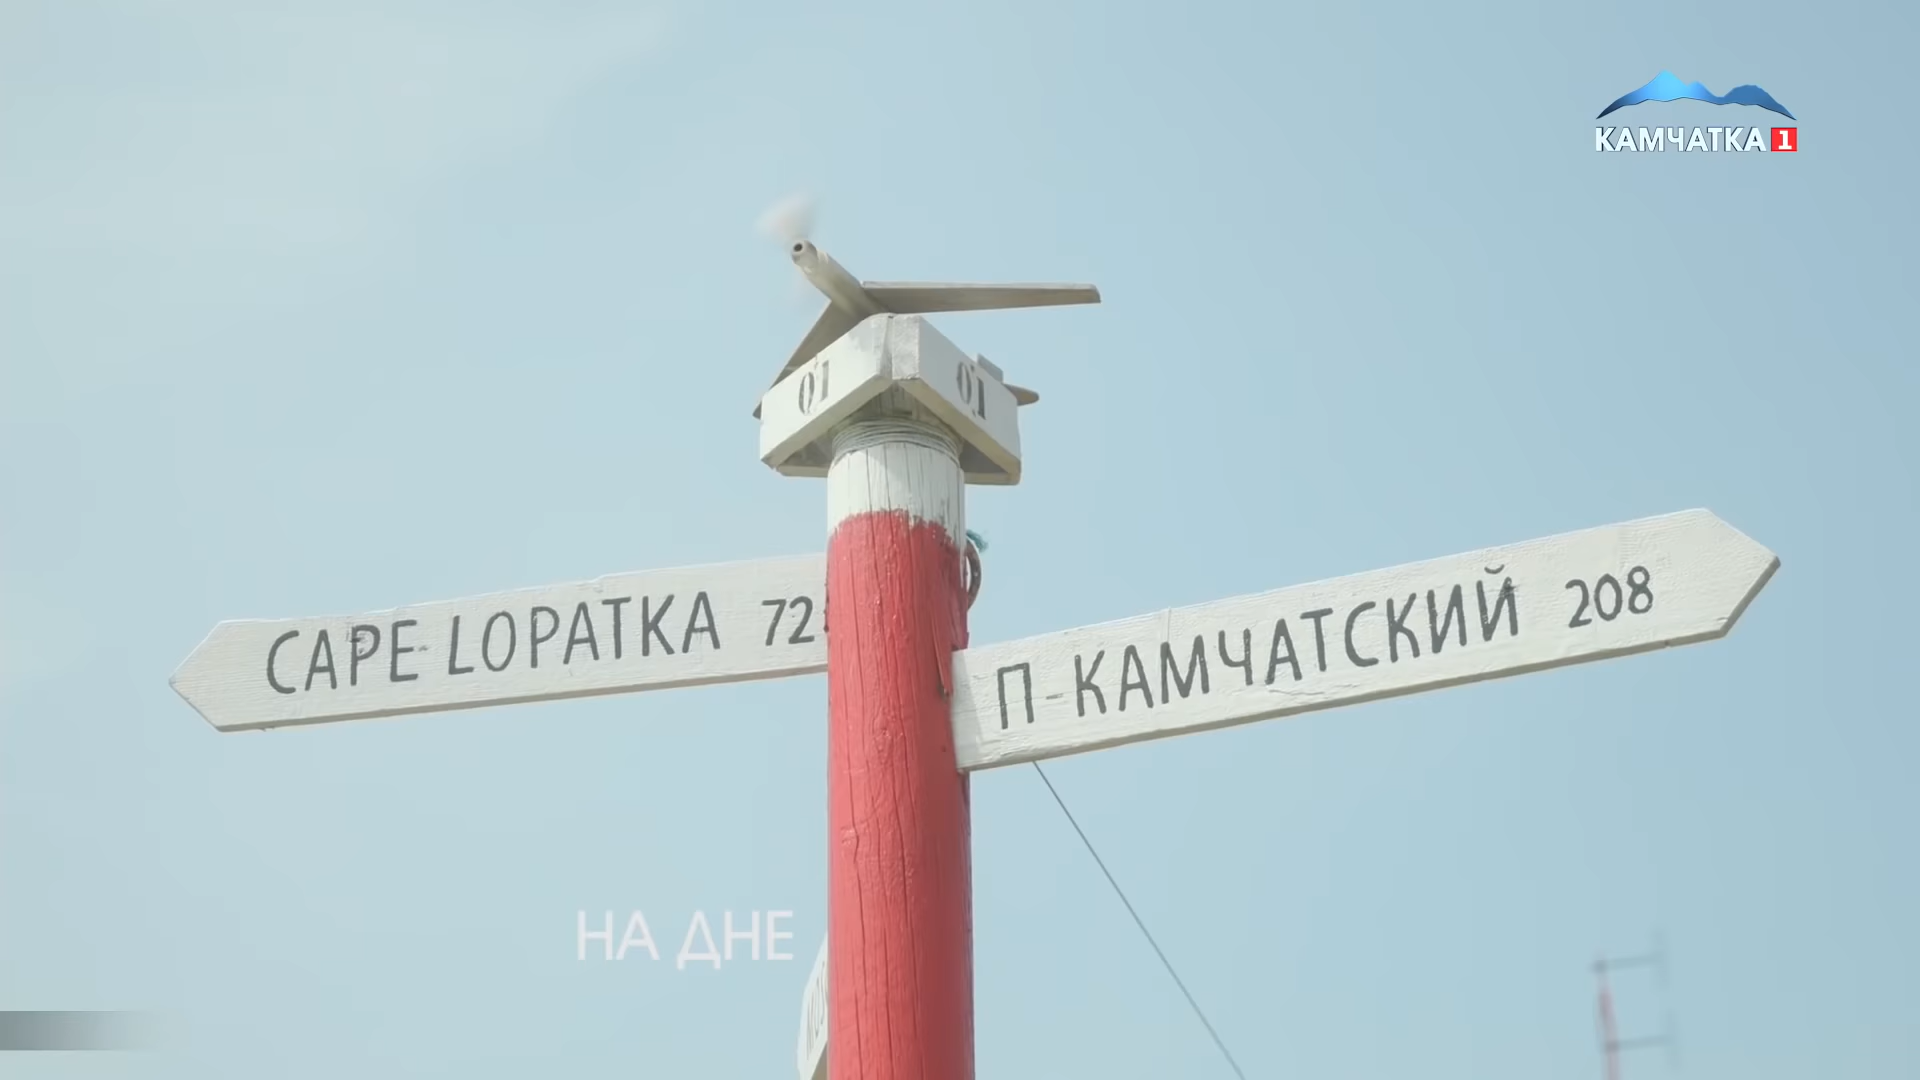 КАМЧАТКА 1
01 01
CAPE-LOPATKA 72
П-КАМЧАТСКИЙ 208
НА ДНЕ